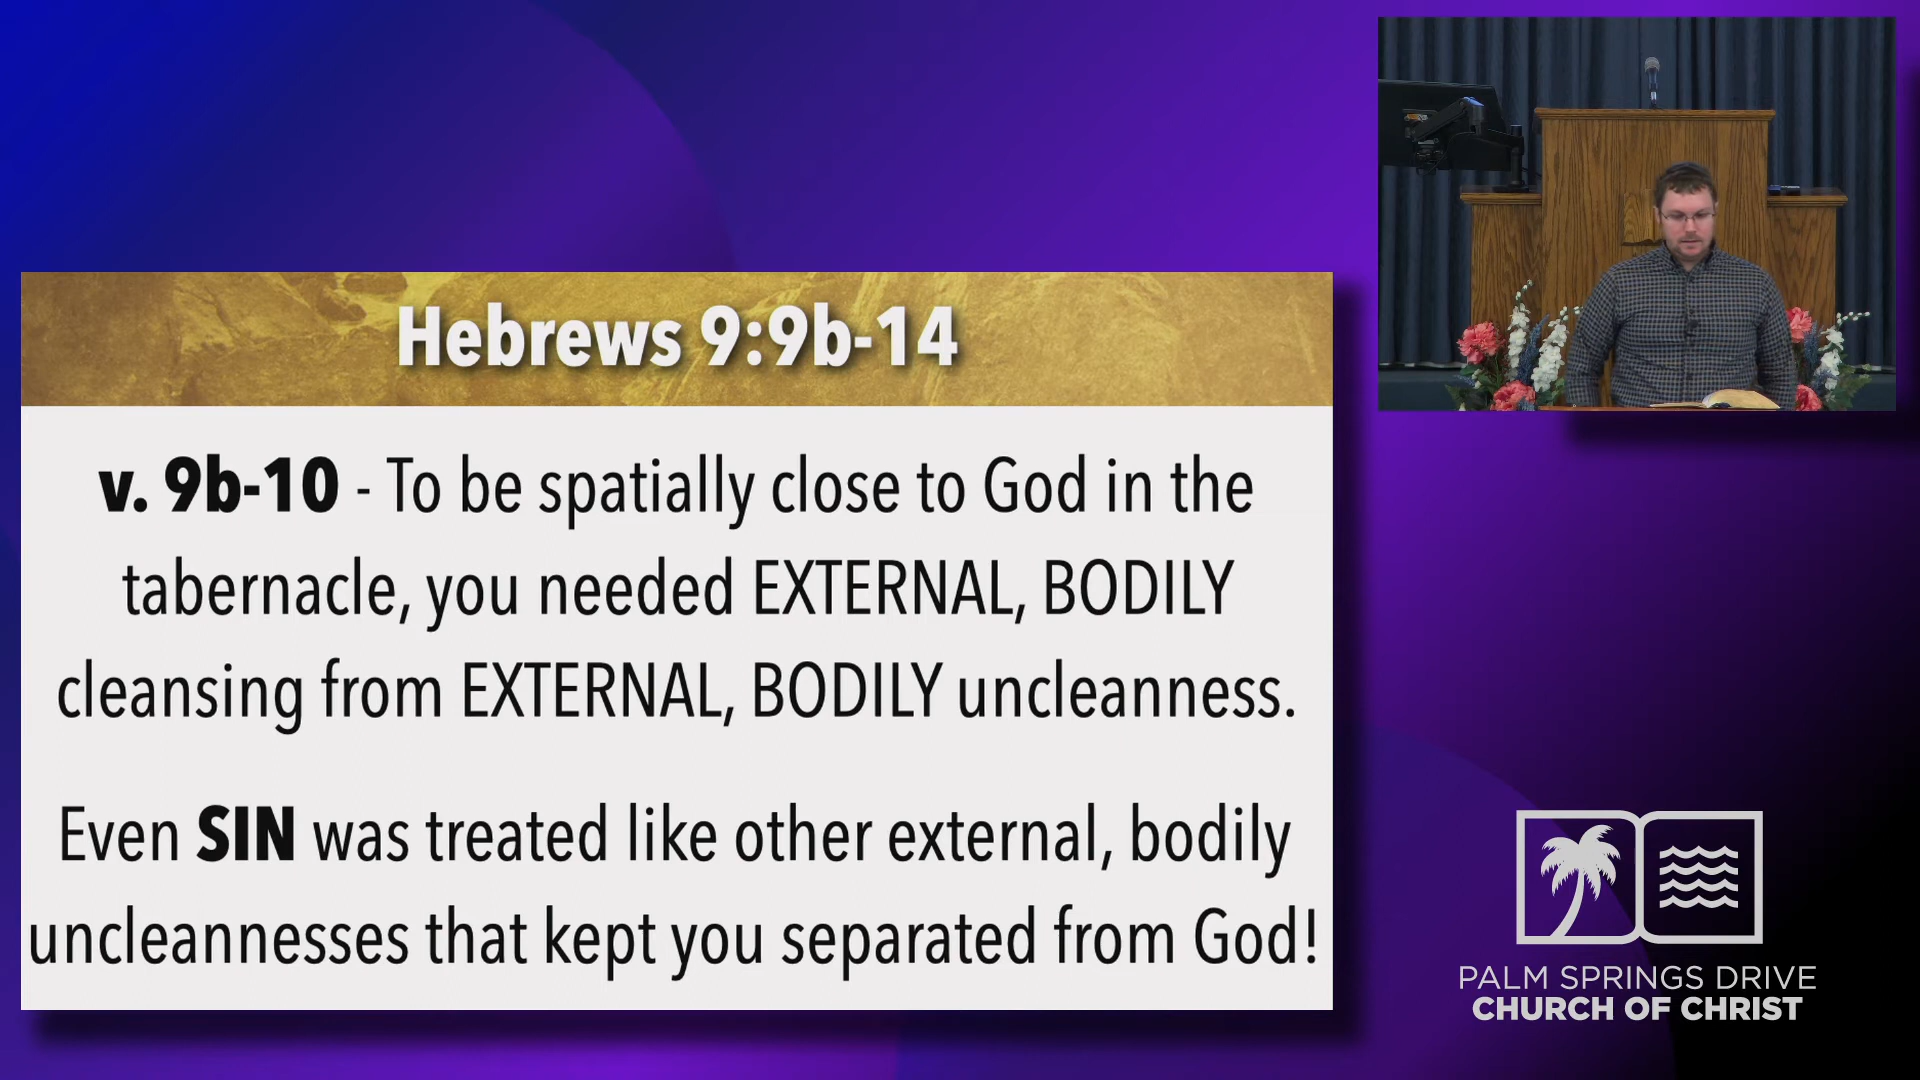 Hebrews 9:9b-14
v. 9b-10 - To be spatially close to God in the
tabernacle, you needed EXTERNAL, BODILY
cleansing from EXTERNAL, BODILY uncleanness.
Even SIN was treated like other external, bodily
uncleannesses that kept you separated from God!
PALM SPRINGS DRIVE
CHURCH OF CHRIST